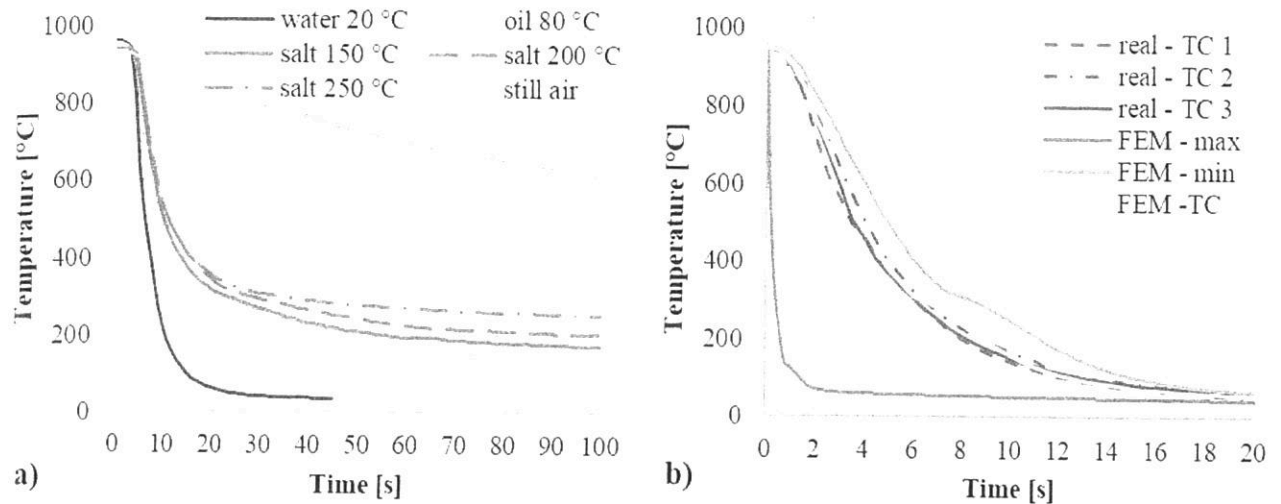 1000
800
600
400
200
0
Temperature [°C]
water 20 °C
oil 80 °C
salt 150 °C
salt 200 °C
salt 250 °C
still air
0 10 20 30 40 50 60 70 80 90 100
Time [s]
a)
1000
800
600
400
200
0
Temperature [°C]
real - TC 1
real - TC 2
real - TC 3
FEM - max
FEM - min
FEM -TC
0 2 4 6 8 10 12 14 16 18 20
Time [s]
b)